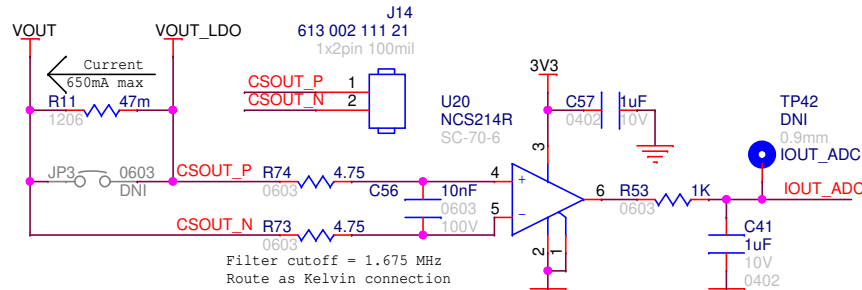 J14
613 002 111 21
1x2pin 100mil
VOUT
VOUT_LDO
Current
650mA max
R11
47m
1206
CSOUT_P
1
CSOUT_N
2
3V3
U20
NCS214R
SC-70-6
C57
1uF
0402
10V
TP42
DNI
0.9mm
IOUT_ADC
JP3
0603
DNI
CSOUT_P
R74
4.75
0603
C56
10nF
0603
100V
CSOUT_N
R73
4.75
0603
3
4
+
5
−
6
2
1
R53
1K
0603
IOUT_ADC
C41
1uF
10V
0402
Filter cutoff = 1.675 MHz
Route as Kelvin connection